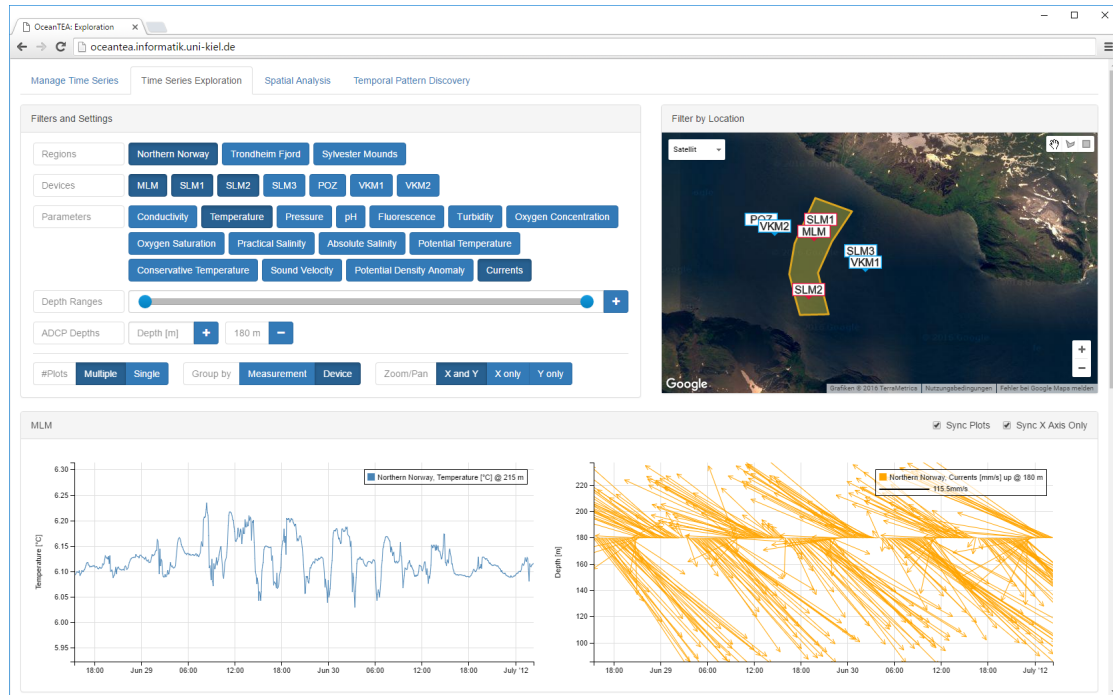 OceanTEA: Exploration
oceantea.informatik.uni-kiel.de
Manage Time Series Time Series Exploration Spatial Analysis Temporal Pattern Discovery
Filters and Settings
Regions Northern Norway Trondheim Fjord Sylvester Mounds
Devices MLM SLM1 SLM2 SLM3 POZ VKM1 VKM2
Parameters Conductivity Temperature Pressure pH Fluorescence Turbidity Oxygen Concentration
Oxygen Saturation Practical Salinity Absolute Salinity Potential Temperature
Conservative Temperature Sound Velocity Potential Density Anomaly Currents
Depth Ranges +
ADCP Depths Depth [m] + 180 m −
#Plots Multiple Single Group by Measurement Device Zoom/Pan X and Y X only Y only
Filter by Location
Satellit
POZ SLM1
VKM2 MLM
SLM3
VKM1
SLM2
+
−
Google
Grafiken © 2016 TerraMetrics Nutzungsbedingungen Fehler bei Google Maps melden
MLM Sync Plots Sync X Axis Only
Northern Norway, Temperature [°C] @ 215 m
Temperature [°C]
6.30
6.25
6.20
6.15
6.10
6.05
6.00
5.95
18:00 Jun 29 06:00 12:00 18:00 Jun 30 06:00 12:00 18:00 July '12
Northern Norway, Currents [mm/s] up @ 180 m
115.5mm/s
Depth [m]
220
200
180
160
140
120
100
18:00 Jun 29 06:00 12:00 18:00 Jun 30 06:00 12:00 18:00 July '12